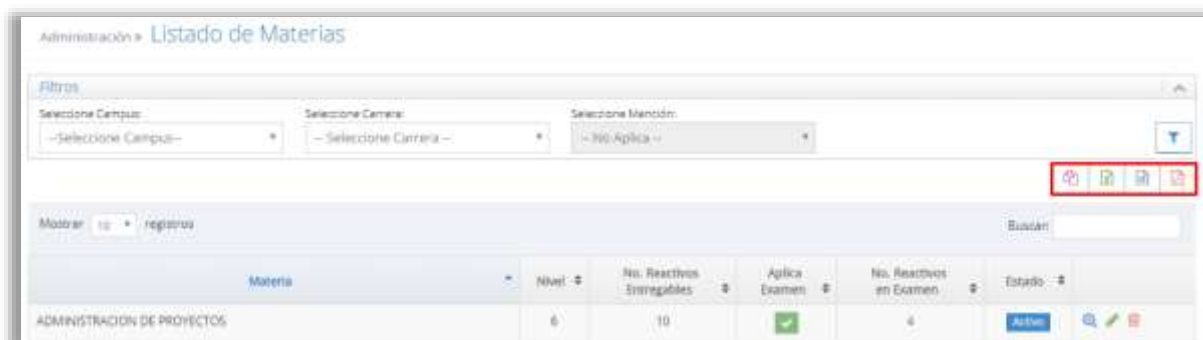 Administración » Listado de Materias
Filtros
Seleccione Campus:
Seleccione Carrera:
Seleccione Mención:
--Seleccione Campus--
-- Seleccione Carrera --
-- No Aplica --
Mostrar 10 registros
Buscar:
Materia
Nivel
No. Reactivos Entregables
Aplica Examen
No. Reactivos en Examen
Estado
ADMINISTRACION DE PROYECTOS
6
10
4
Activo